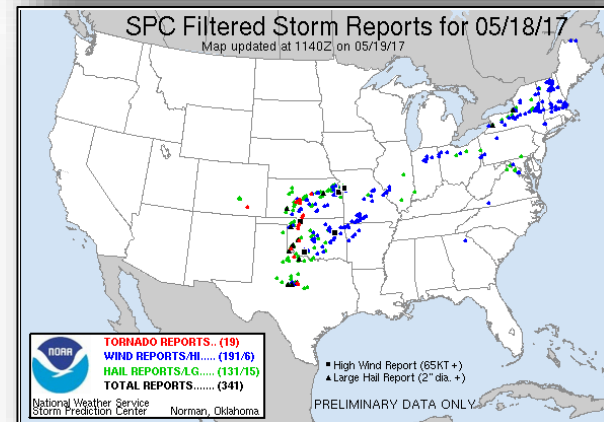 SPC Filtered Storm Reports for 05/18/17
Map updated at 1140Z on 05/19/17
NOAA
TORNADO REPORTS.. (19)
WIND REPORTS/HI..... (191/6)
HAIL REPORTS/LG..... (131/15)
TOTAL REPORTS....... (341)
National Weather Service
Storm Prediction Center Norman, Oklahoma
High Wind Report (65KT +)
Large Hail Report (2" dia. +)
PRELIMINARY DATA ONLY